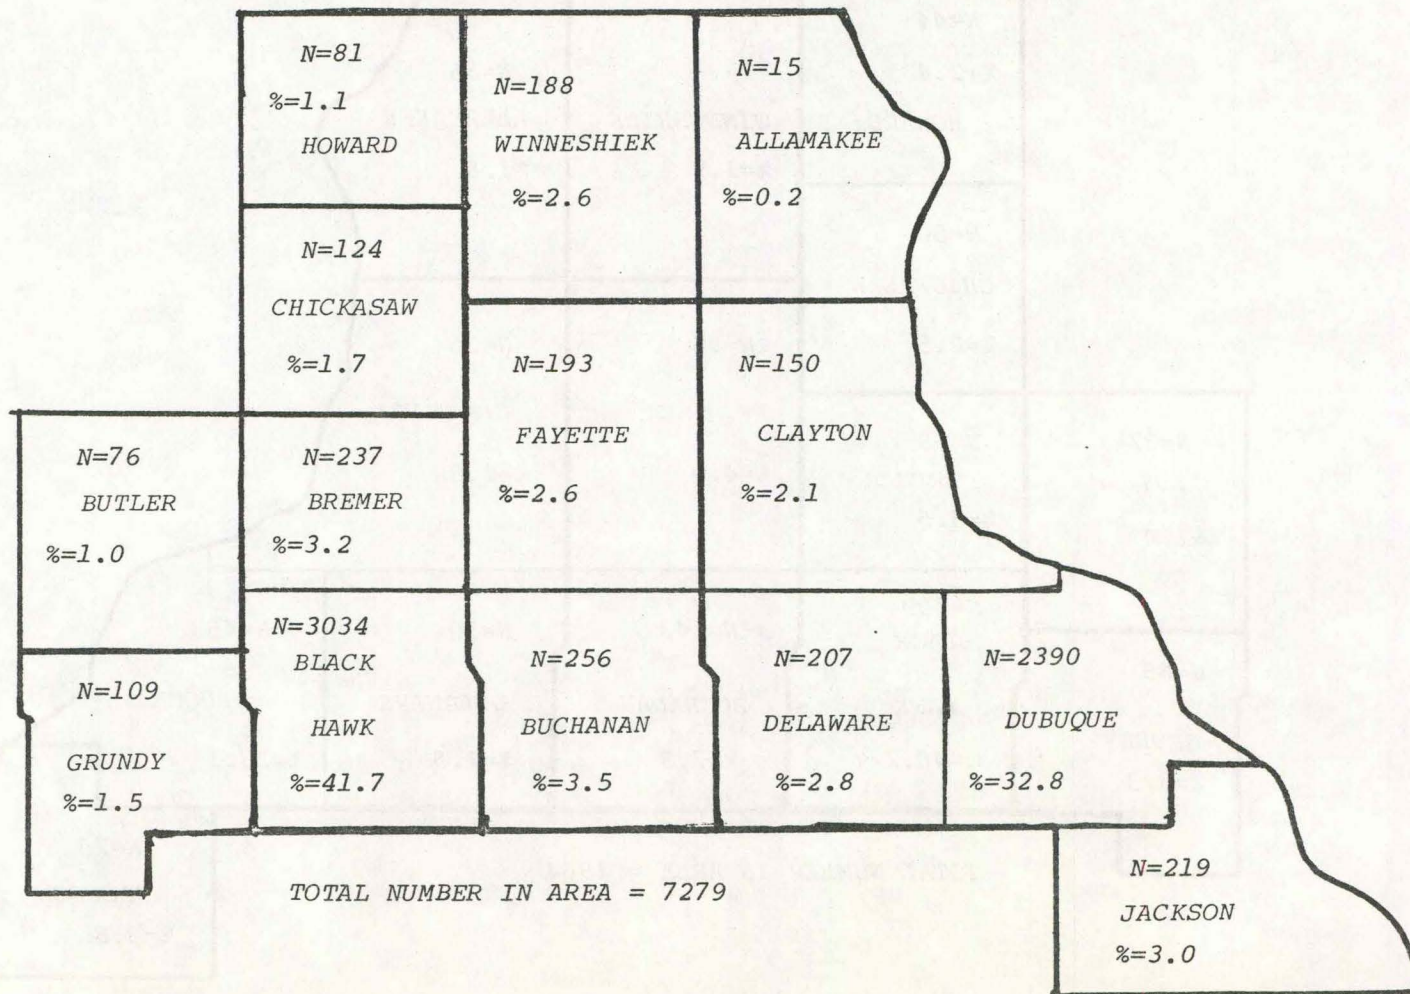 N=81
%=1.1
HOWARD
N=188
WINNESHIEK
%=2.6
N=15
ALLAMAKEE
%=0.2
N=124
CHICKASAW
%=1.7
N=193
FAYETTE
%=2.6
N=150
CLAYTON
%=2.1
N=76
BUTLER
%=1.0
N=237
BREMER
%=3.2
N=109
GRUNDY
%=1.5
N=3034
BLACK
HAWK
%=41.7
N=256
BUCHANAN
%=3.5
N=207
DELAWARE
%=2.8
N=2390
DUBUQUE
%=32.8
N=219
JACKSON
%=3.0
TOTAL NUMBER IN AREA = 7279